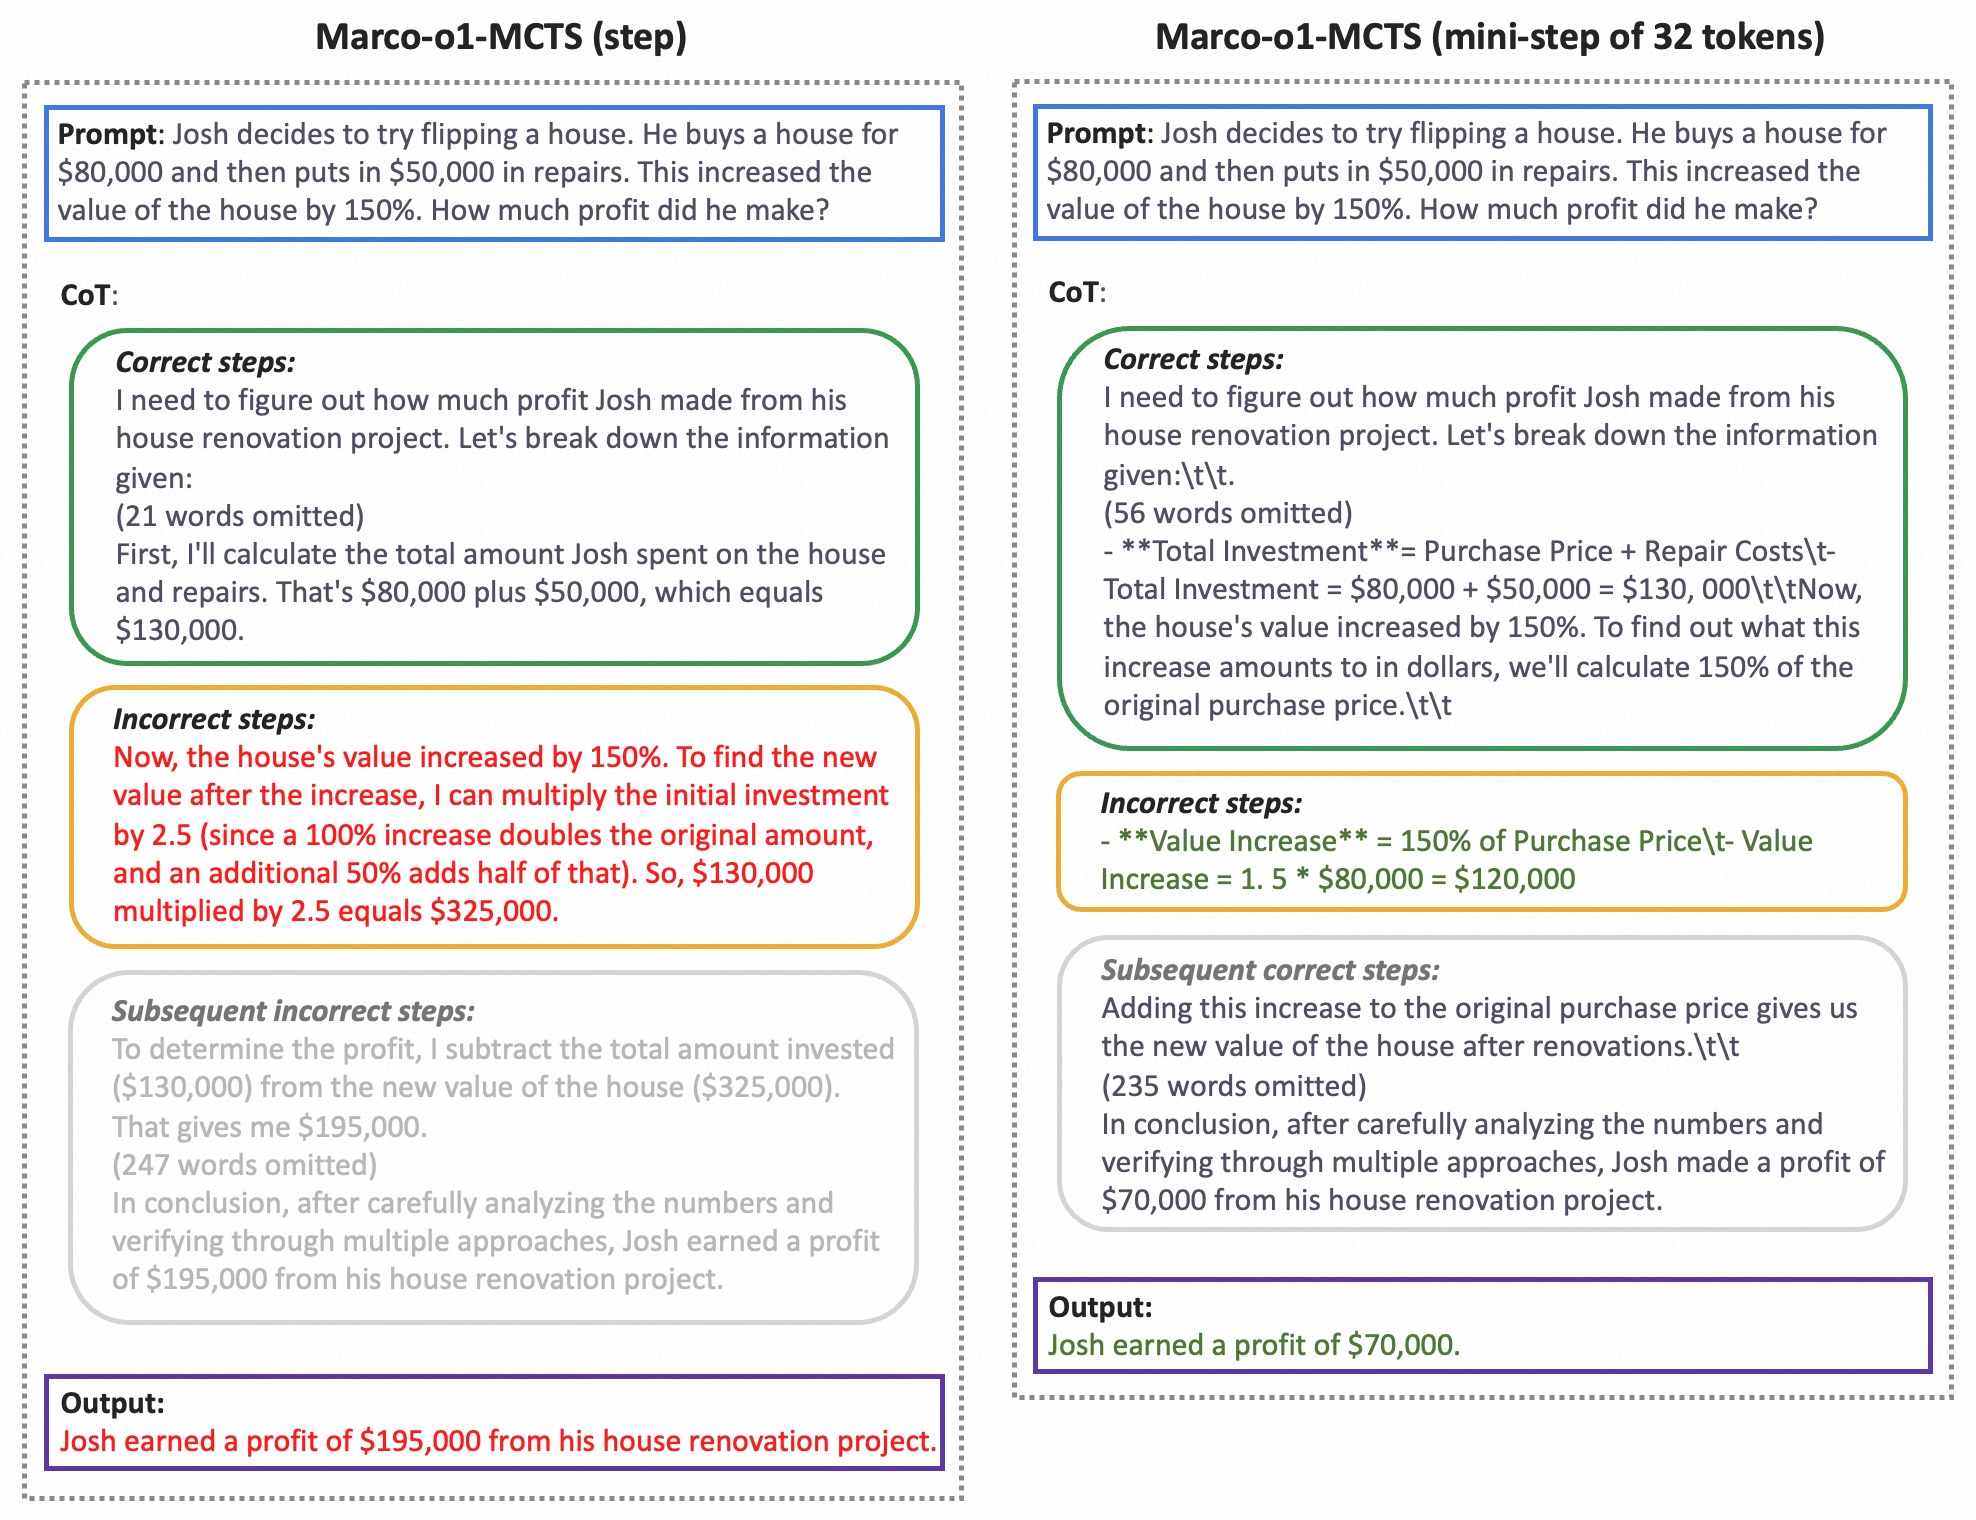 Marco-o1-MCTS (step)
Prompt: Josh decides to try flipping a house. He buys a house for
$80,000 and then puts in $50,000 in repairs. This increased the
value of the house by 150%. How much profit did he make?
CoT:
Correct steps:
I need to figure out how much profit Josh made from his
house renovation project. Let's break down the information
given:
(21 words omitted)
First, I'll calculate the total amount Josh spent on the house
and repairs. That's $80,000 plus $50,000, which equals
$130,000.
Incorrect steps:
Now, the house's value increased by 150%. To find the new
value after the increase, I can multiply the initial investment
by 2.5 (since a 100% increase doubles the original amount,
and an additional 50% adds half of that). So, $130,000
multiplied by 2.5 equals $325,000.
Subsequent incorrect steps:
To determine the profit, I subtract the total amount invested
($130,000) from the new value of the house ($325,000).
That gives me $195,000.
(247 words omitted)
In conclusion, after carefully analyzing the numbers and
verifying through multiple approaches, Josh earned a profit
of $195,000 from his house renovation project.
Output:
Josh earned a profit of $195,000 from his house renovation project.
Marco-o1-MCTS (mini-step of 32 tokens)
Prompt: Josh decides to try flipping a house. He buys a house for
$80,000 and then puts in $50,000 in repairs. This increased the
value of the house by 150%. How much profit did he make?
CoT:
Correct steps:
I need to figure out how much profit Josh made from his
house renovation project. Let's break down the information
given:\t\t.
(56 words omitted)
- **Total Investment**= Purchase Price + Repair Costs\t-
Total Investment = $80,000 + $50,000 = $130, 000\t\tNow,
the house's value increased by 150%. To find out what this
increase amounts to in dollars, we'll calculate 150% of the
original purchase price.\t\t
Incorrect steps:
- **Value Increase** = 150% of Purchase Price\t- Value
Increase = 1. 5 * $80,000 = $120,000
Subsequent correct steps:
Adding this increase to the original purchase price gives us
the new value of the house after renovations.\t\t
(235 words omitted)
In conclusion, after carefully analyzing the numbers and
verifying through multiple approaches, Josh made a profit of
$70,000 from his house renovation project.
Output:
Josh earned a profit of $70,000.